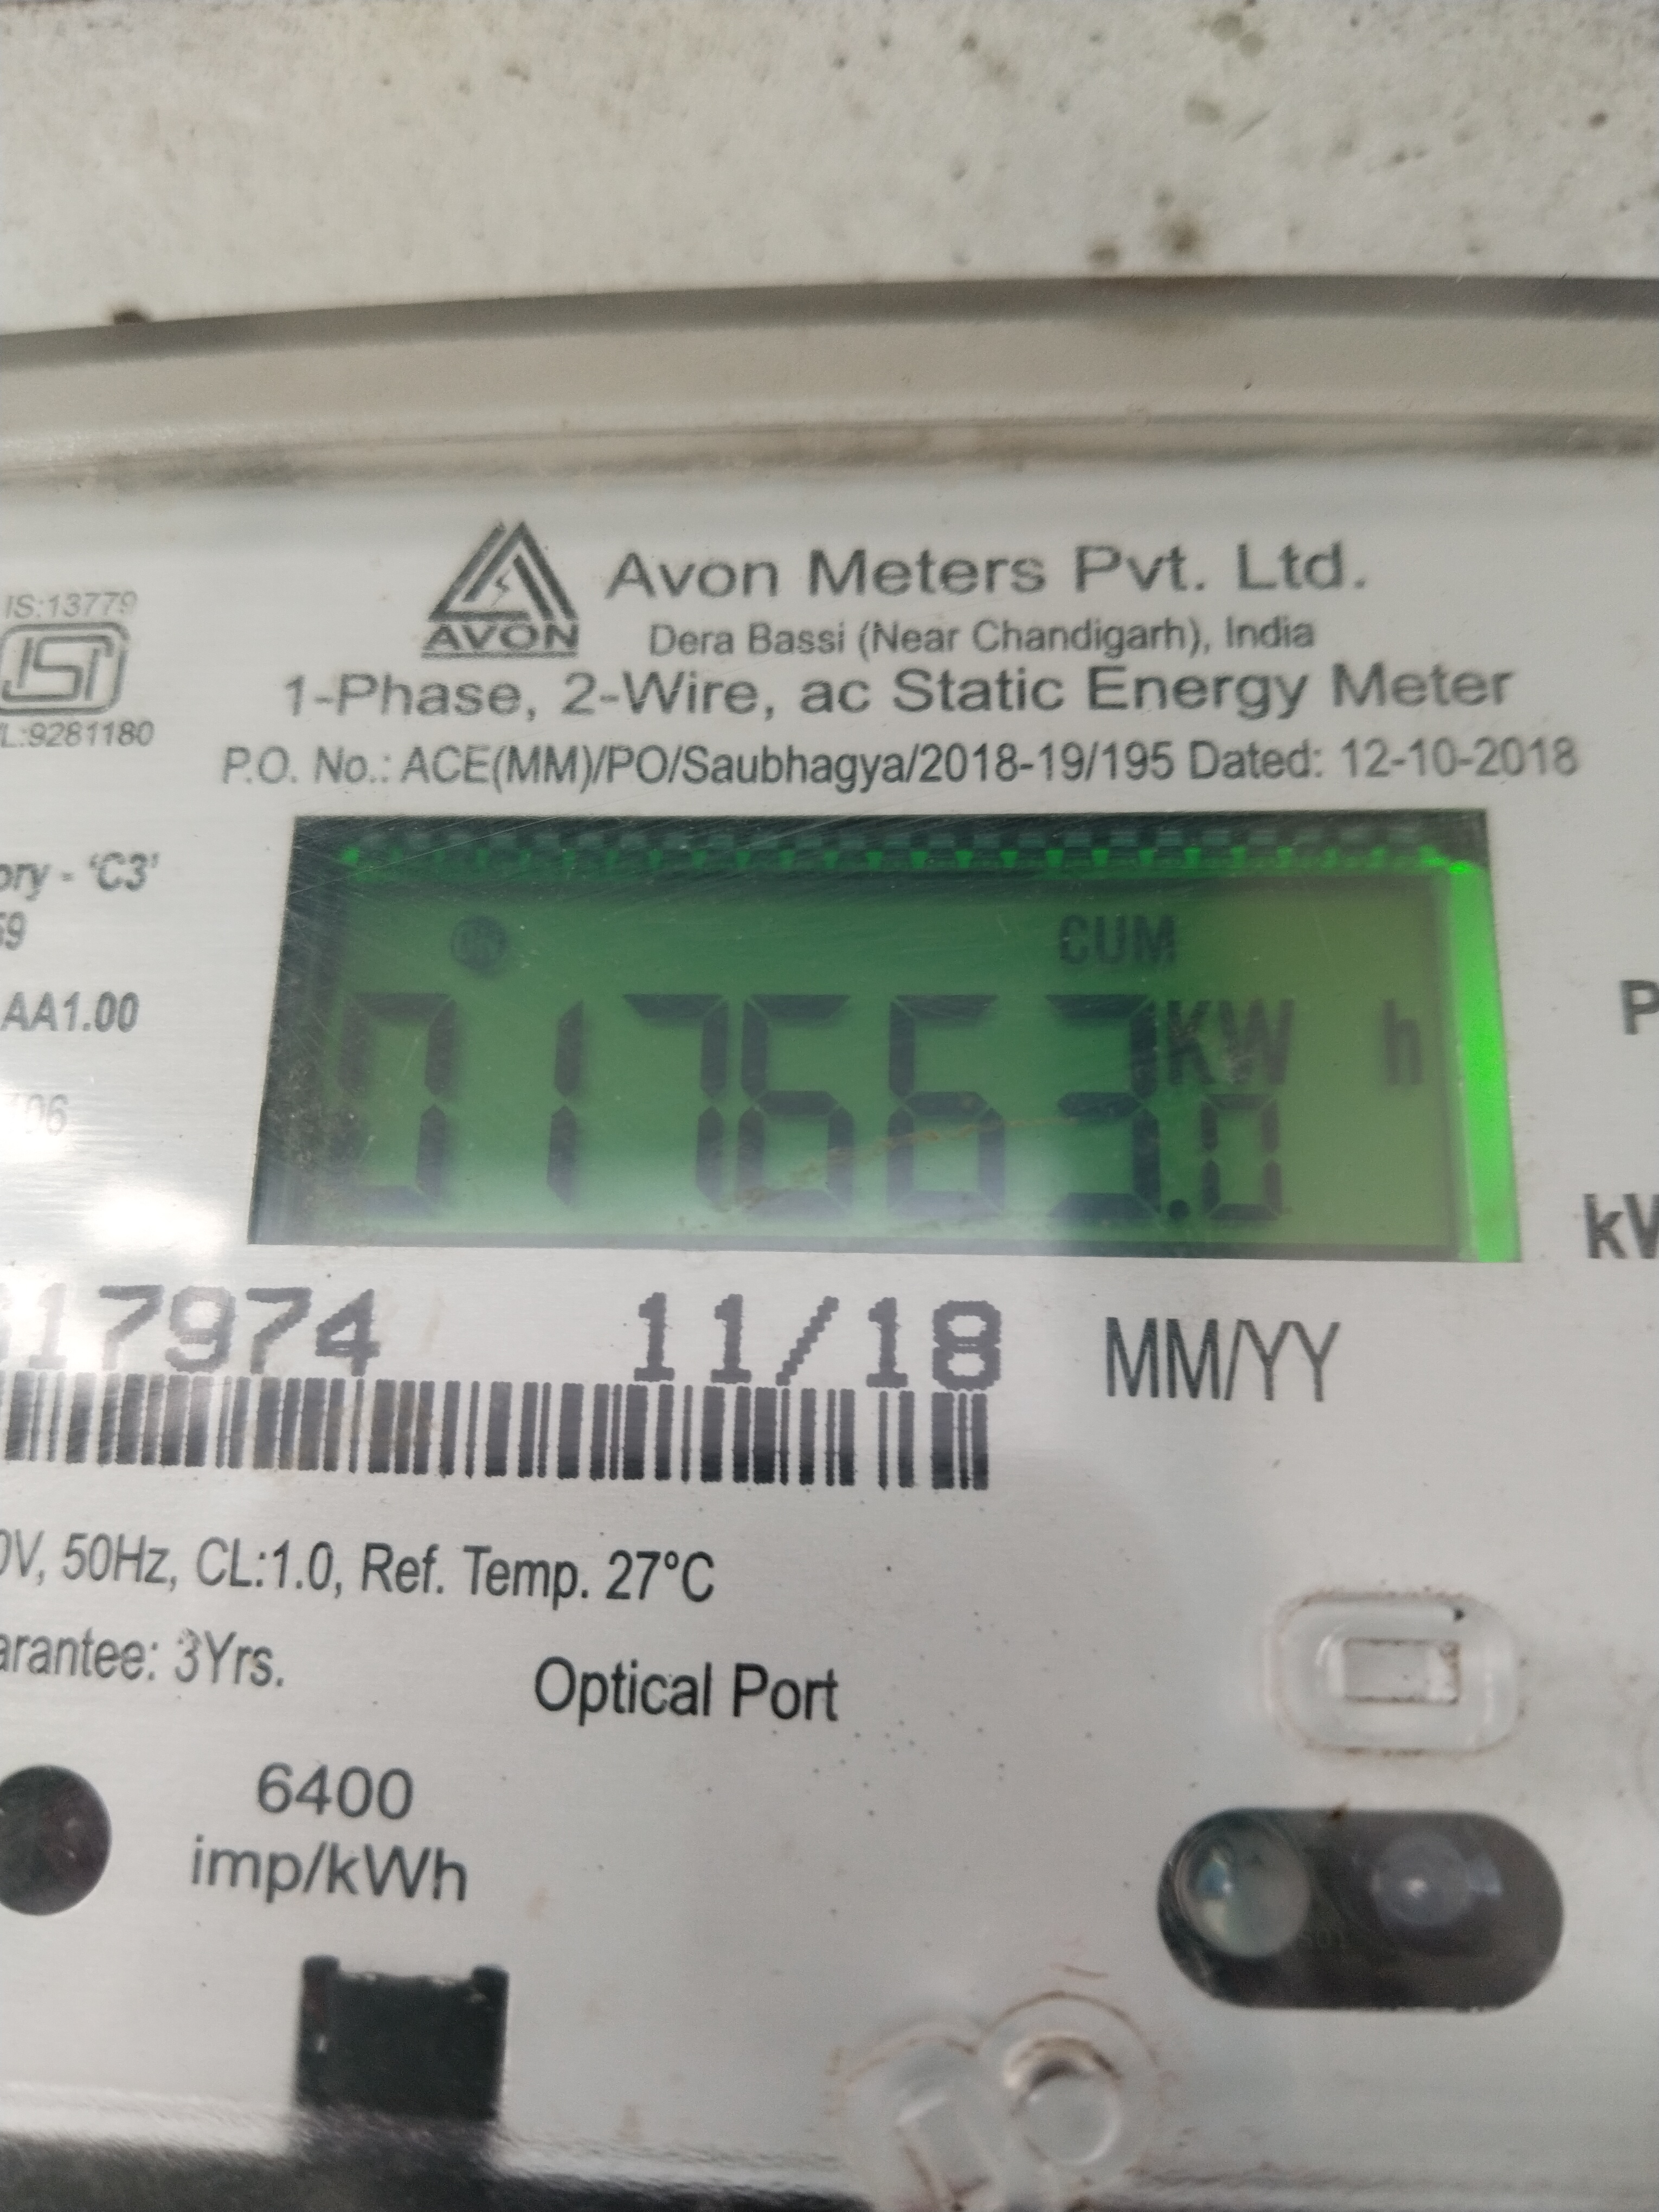 IS:13779
ISI
/L:9281180
AVON
Avon Meters Pvt. Ltd.
Dera Bassi (Near Chandigarh), India
1-Phase, 2-Wire, ac Static Energy Meter
P.O. No.: ACE(MM)/PO/Saubhagya/2018-19/195 Dated: 12-10-2018
ory - 'C3'
AA1.00
CUM
017663.0 KW h
17974 11/18 MM/YY
0V, 50Hz, CL:1.0, Ref. Temp. 27°C
arantee: 3Yrs.
Optical Port
6400
imp/kWh